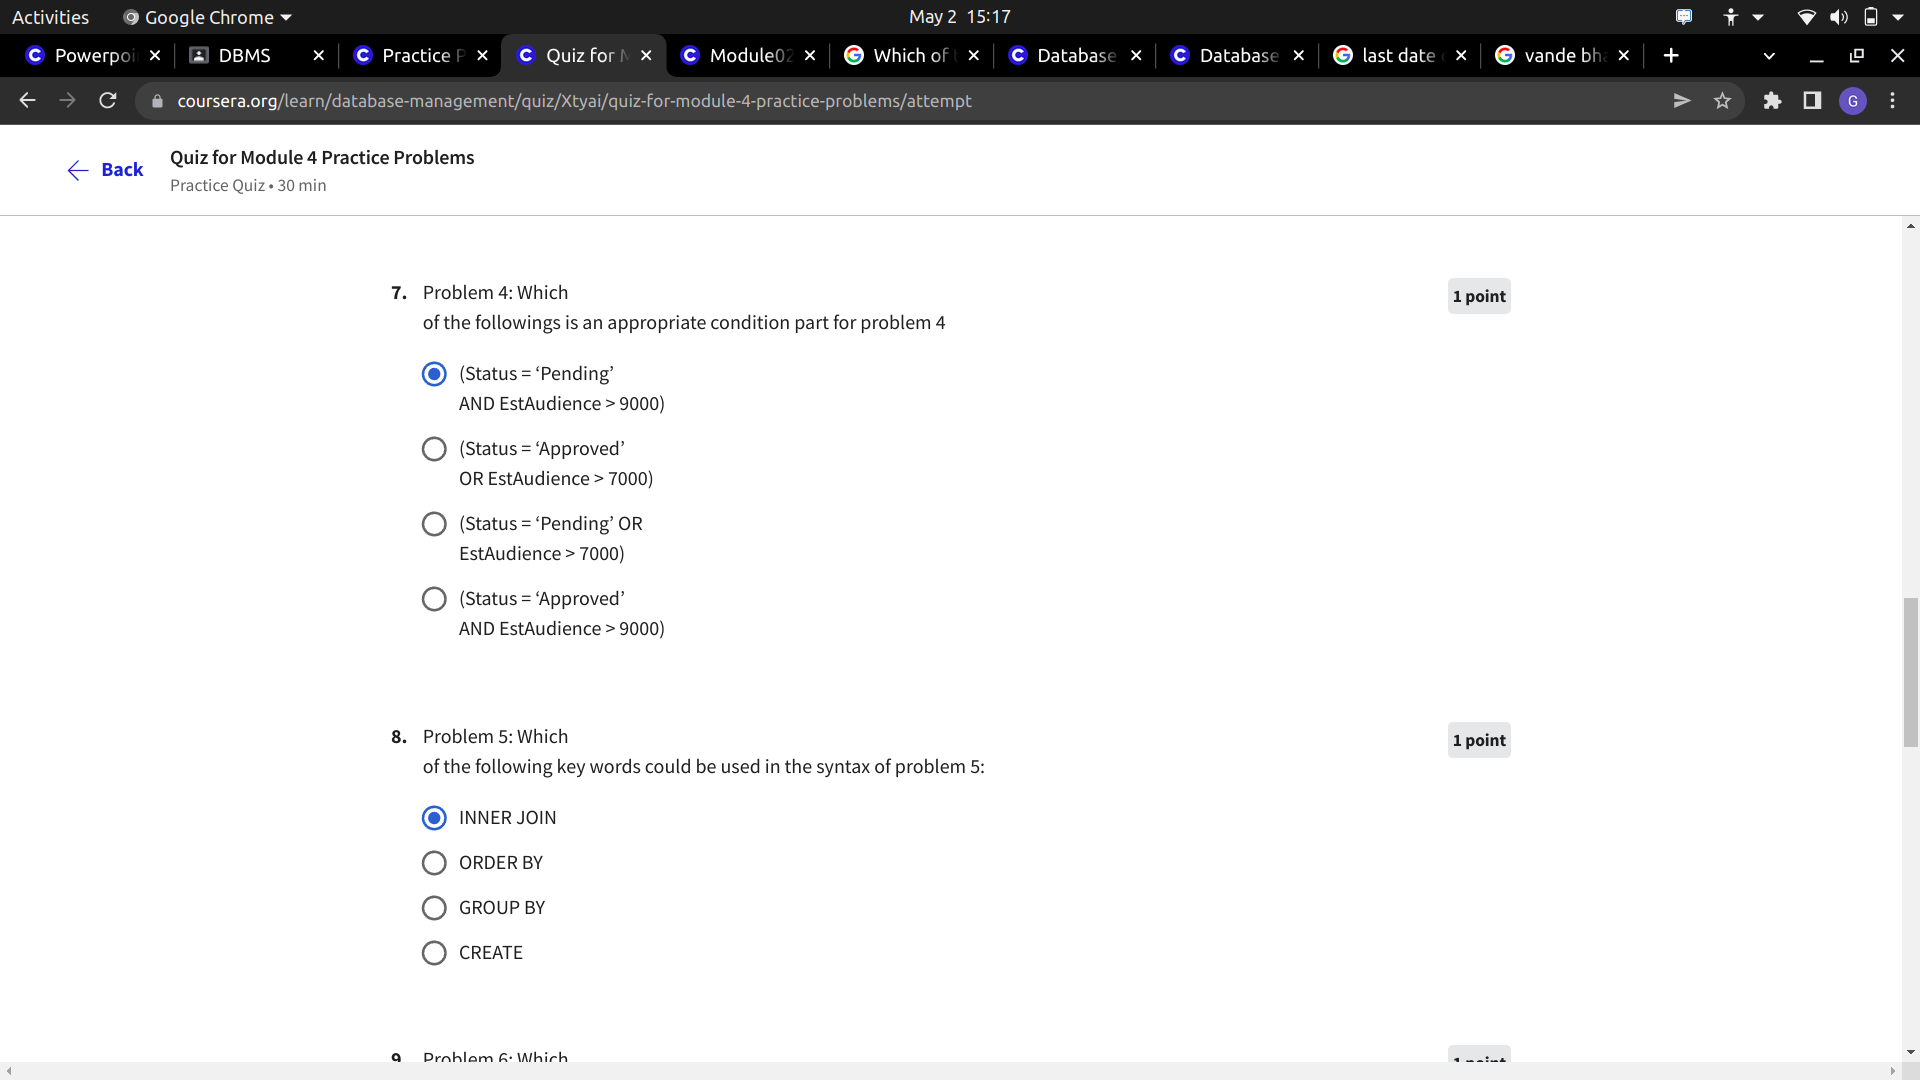 Activities Google Chrome May 2 15:17
Powerpoi DBMS Practice P Quiz for M Module02 Which of t Database Database last date vande bha
coursera.org/learn/database-management/quiz/Xtyai/quiz-for-module-4-practice-problems/attempt G
Back
Quiz for Module 4 Practice Problems
Practice Quiz • 30 min
7. Problem 4: Which
of the followings is an appropriate condition part for problem 4
1 point
(Status = ‘Pending’
AND EstAudience > 9000)
(Status = ‘Approved’
OR EstAudience > 7000)
(Status = ‘Pending’ OR
EstAudience > 7000)
(Status = ‘Approved’
AND EstAudience > 9000)
8. Problem 5: Which
of the following key words could be used in the syntax of problem 5:
1 point
INNER JOIN
ORDER BY
GROUP BY
CREATE
9. Problem 6: Which
1 point